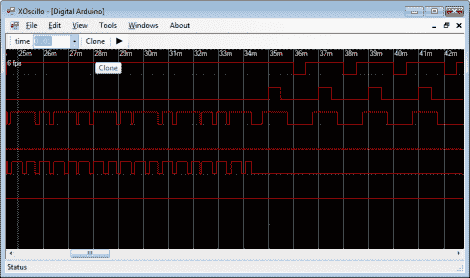 XOscillo - [Digital Arduino]
File Edit View Tools Windows About
time Clone
25m 26m 27m 28m 29m 30m 31m 32m 33m 34m 35m 36m 37m 38m 39m 40m 41m 42m
6 fps
Clone
Status